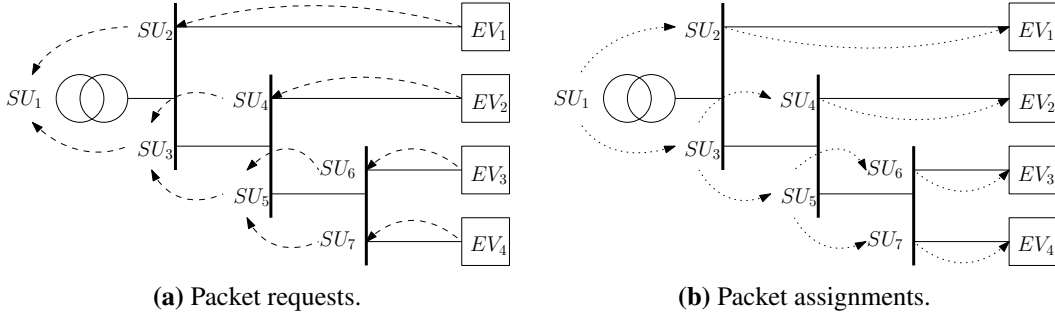 SU₂
EV₁
SU₁
SU₄
EV₂
SU₃
SU₆
EV₃
SU₅
SU₇
EV₄
(a) Packet requests.
SU₂
EV₁
SU₁
SU₄
EV₂
SU₃
SU₆
EV₃
SU₅
SU₇
EV₄
(b) Packet assignments.